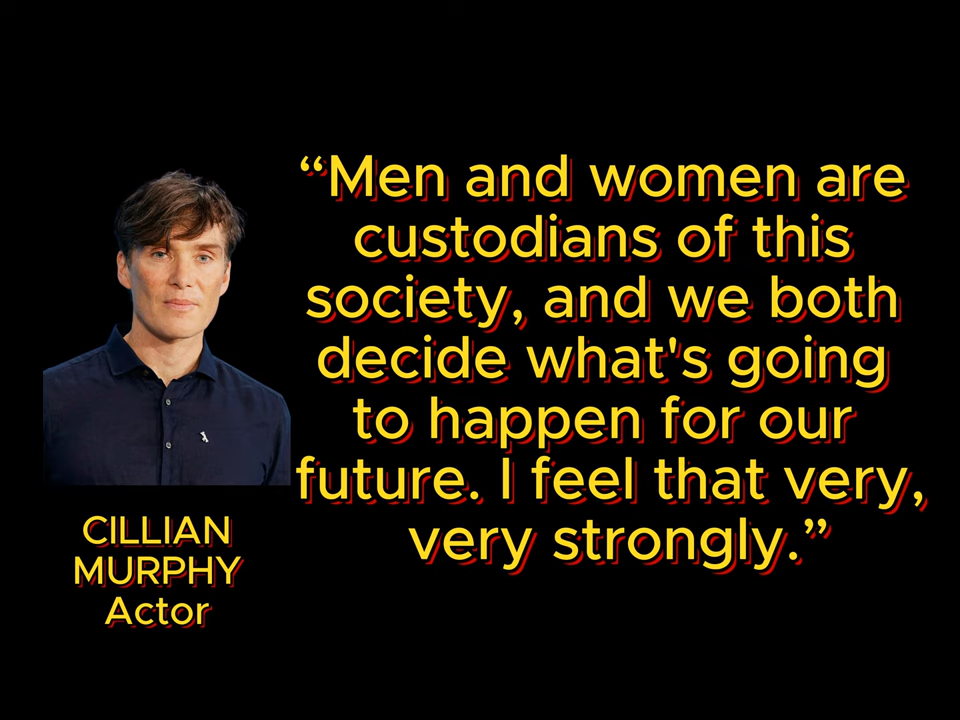 “Men and women are
custodians of this
society, and we both
decide what's going
to happen for our
future. I feel that very,
very strongly.”
CILLIAN
MURPHY
Actor